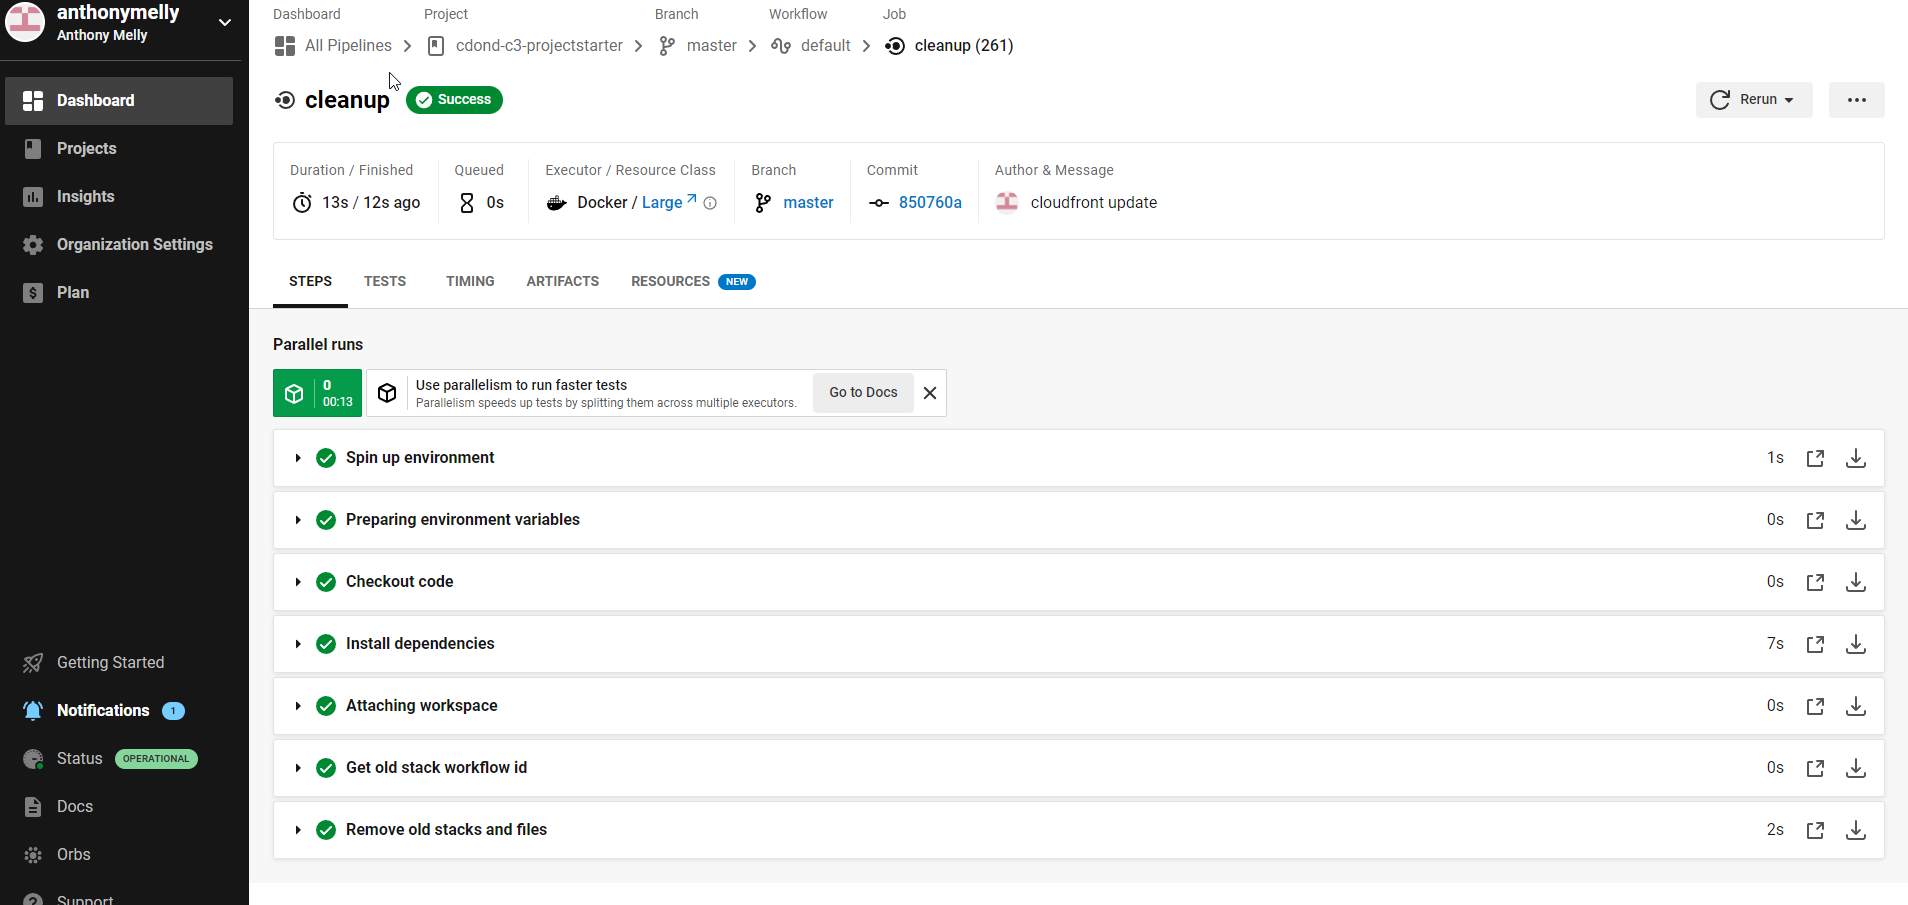 anthonymelly
Anthony Melly
Dashboard
Projects
Insights
Organization Settings
Plan
Getting Started
Notifications 1
Status OPERATIONAL
Docs
Orbs
Support
Dashboard Project Branch Workflow Job
All Pipelines cdond-c3-projectstarter master default cleanup (261)
cleanup Success
Rerun
Duration / Finished Queued Executor / Resource Class Branch Commit Author & Message
13s / 12s ago 0s Docker / Large master 850760a cloudfront update
STEPS TESTS TIMING ARTIFACTS RESOURCES NEW
Parallel runs
0
00:13
Use parallelism to run faster tests
Parallelism speeds up tests by splitting them across multiple executors.
Go to Docs
Spin up environment 1s
Preparing environment variables 0s
Checkout code 0s
Install dependencies 7s
Attaching workspace 0s
Get old stack workflow id 0s
Remove old stacks and files 2s